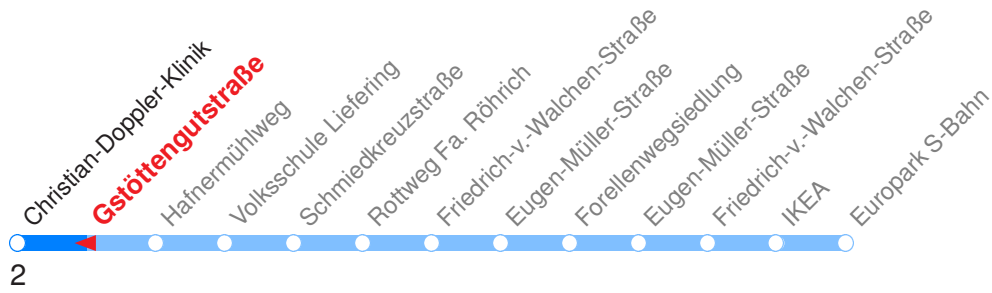 Christian-Doppler-Klinik
Gstöttengutstraße
Hafnermühlweg
Volksschule Liefering
Schmiedkreuzstraße
Rottweg Fa. Röhrich
Friedrich-v.-Walchen-Straße
Eugen-Müller-Straße
Forellenwegsiedlung
Eugen-Müller-Straße
Friedrich-v.-Walchen-Straße
IKEA
Europark S-Bahn
2